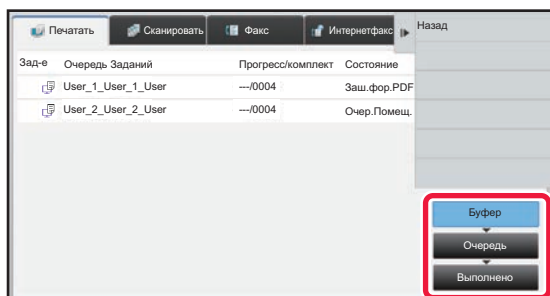 Печатать Сканировать Факс Интернетфакс Назад
Зад-е Очередь Заданий Прогресс/комплект Состояние
User_1_User_1_User ---/0004 Заш.фор.PDF
User_2_User_2_User ---/0004 Очер.Помещ.
Буфер
Очередь
Выполнено